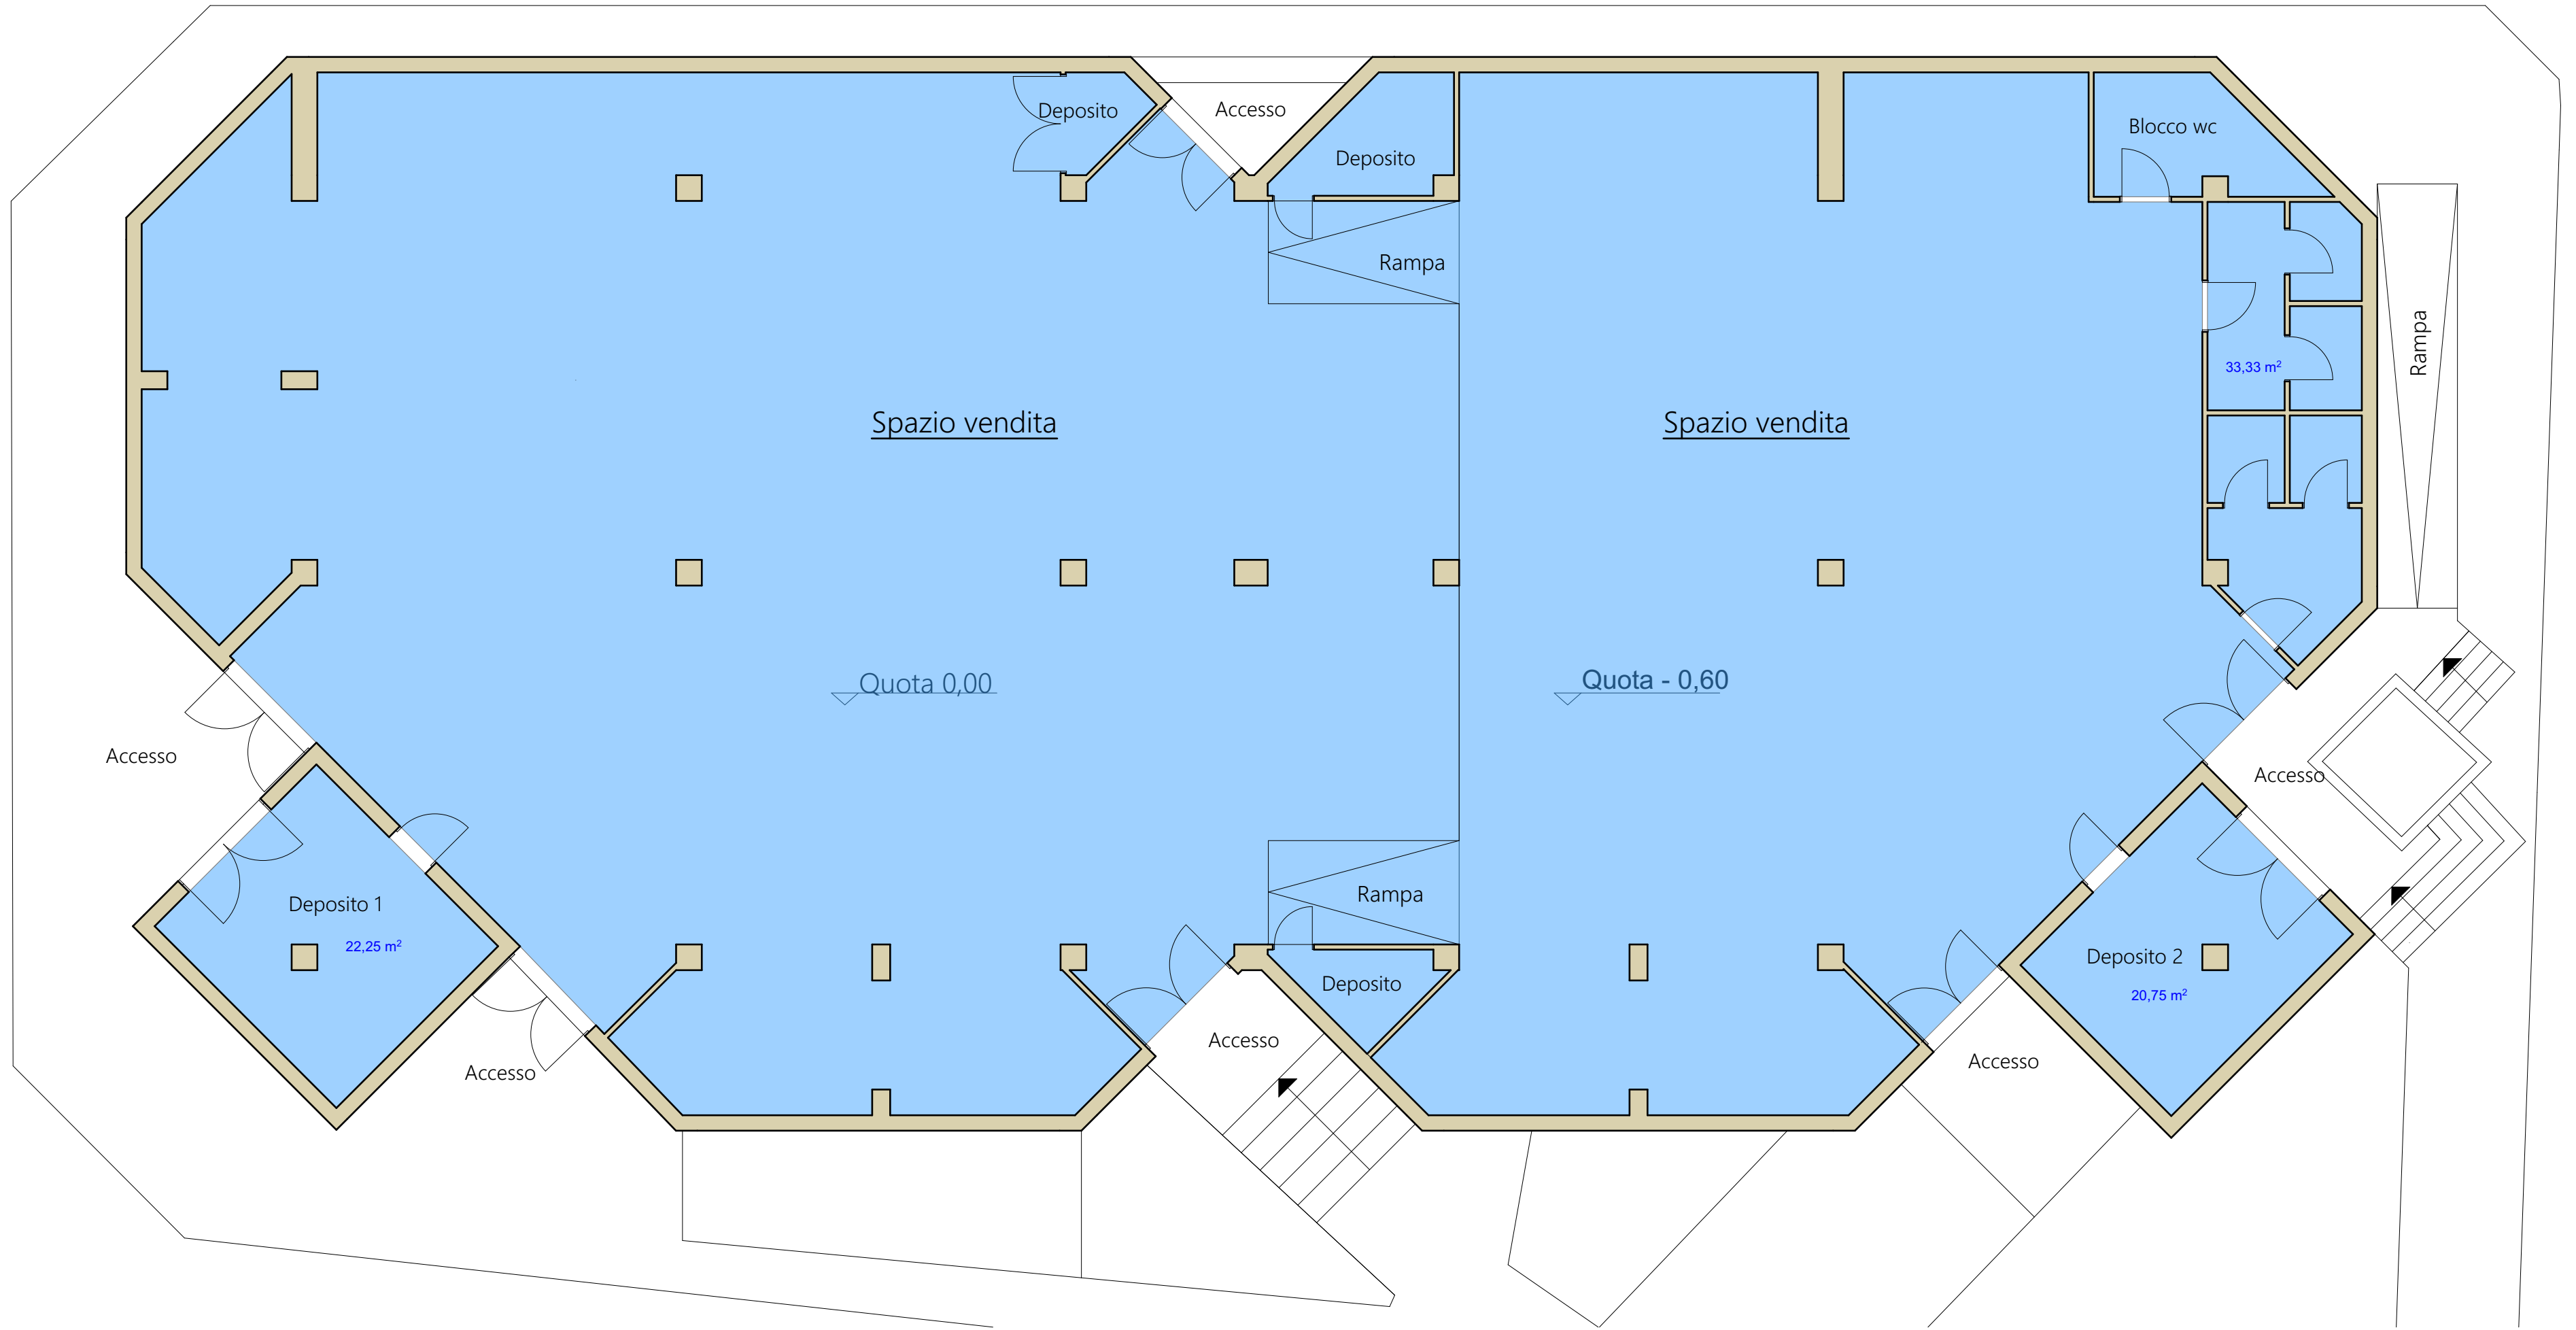 Deposito
Accesso
Deposito
Blocco wc
Rampa
Rampa
33,33 m²
Spazio vendita
Spazio vendita
Quota 0,00
Quota - 0,60
Accesso
Accesso
Rampa
Deposito 1
22,25 m²
Deposito 2
Deposito
20,75 m²
Accesso
Accesso
Accesso